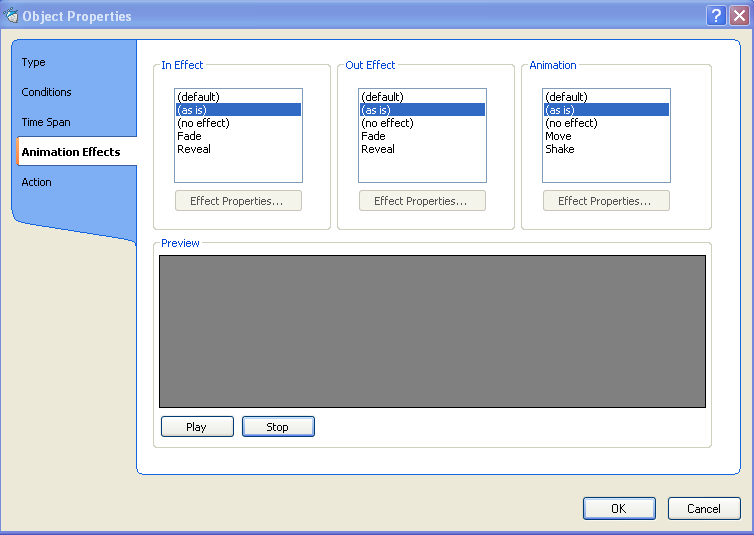 Object Properties
Type
Conditions
Time Span
Animation Effects
Action
In Effect
(default)
(as is)
(no effect)
Fade
Reveal
Effect Properties...
Out Effect
(default)
(as is)
(no effect)
Fade
Reveal
Effect Properties...
Animation
(default)
(as is)
(no effect)
Move
Shake
Effect Properties...
Preview
Play
Stop
OK
Cancel